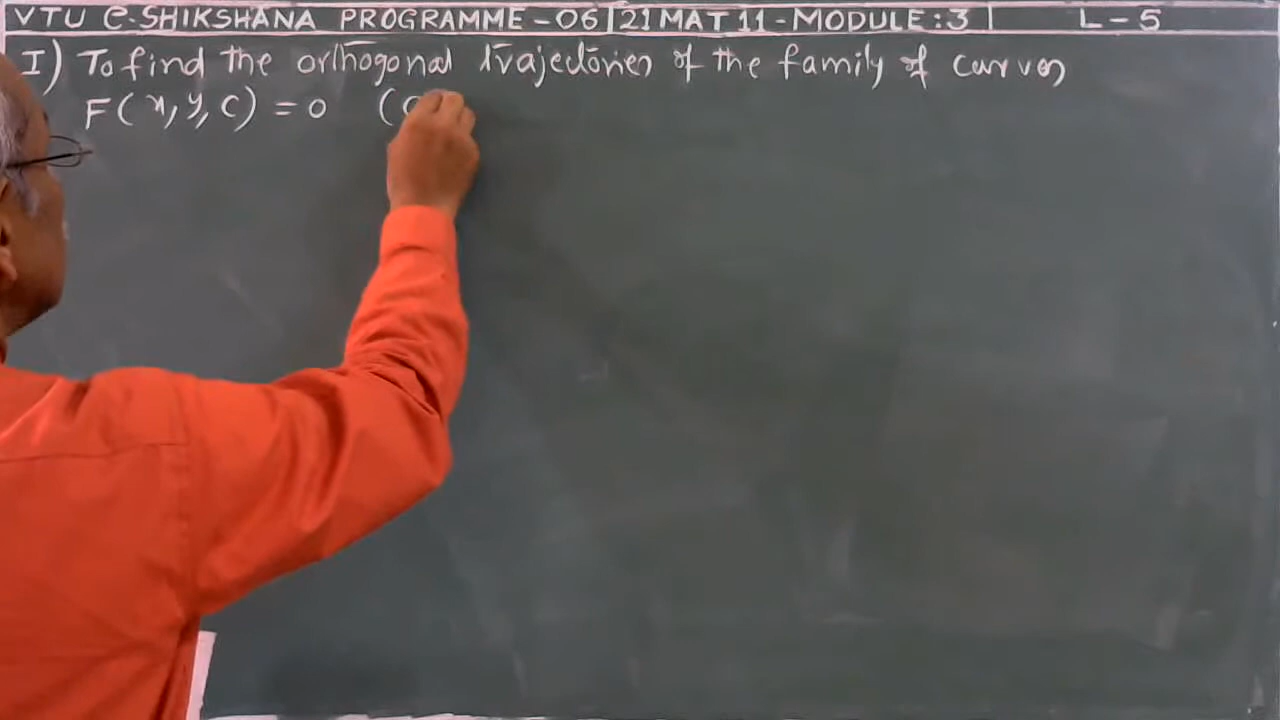 VTU e-SHIKSHANA PROGRAMME-06 | 21MAT11-MODULE:3 | L-5
I) To find the orthogonal trajectories of the family of curves
F(x, y, c) = 0 (